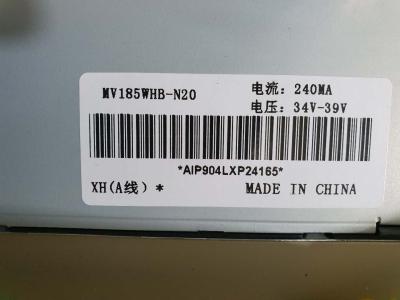 MV185WHB-N20 电流: 240MA
电压: 34V-39V
*AIP904LXP24165*
XH(A线)* MADE IN CHINA